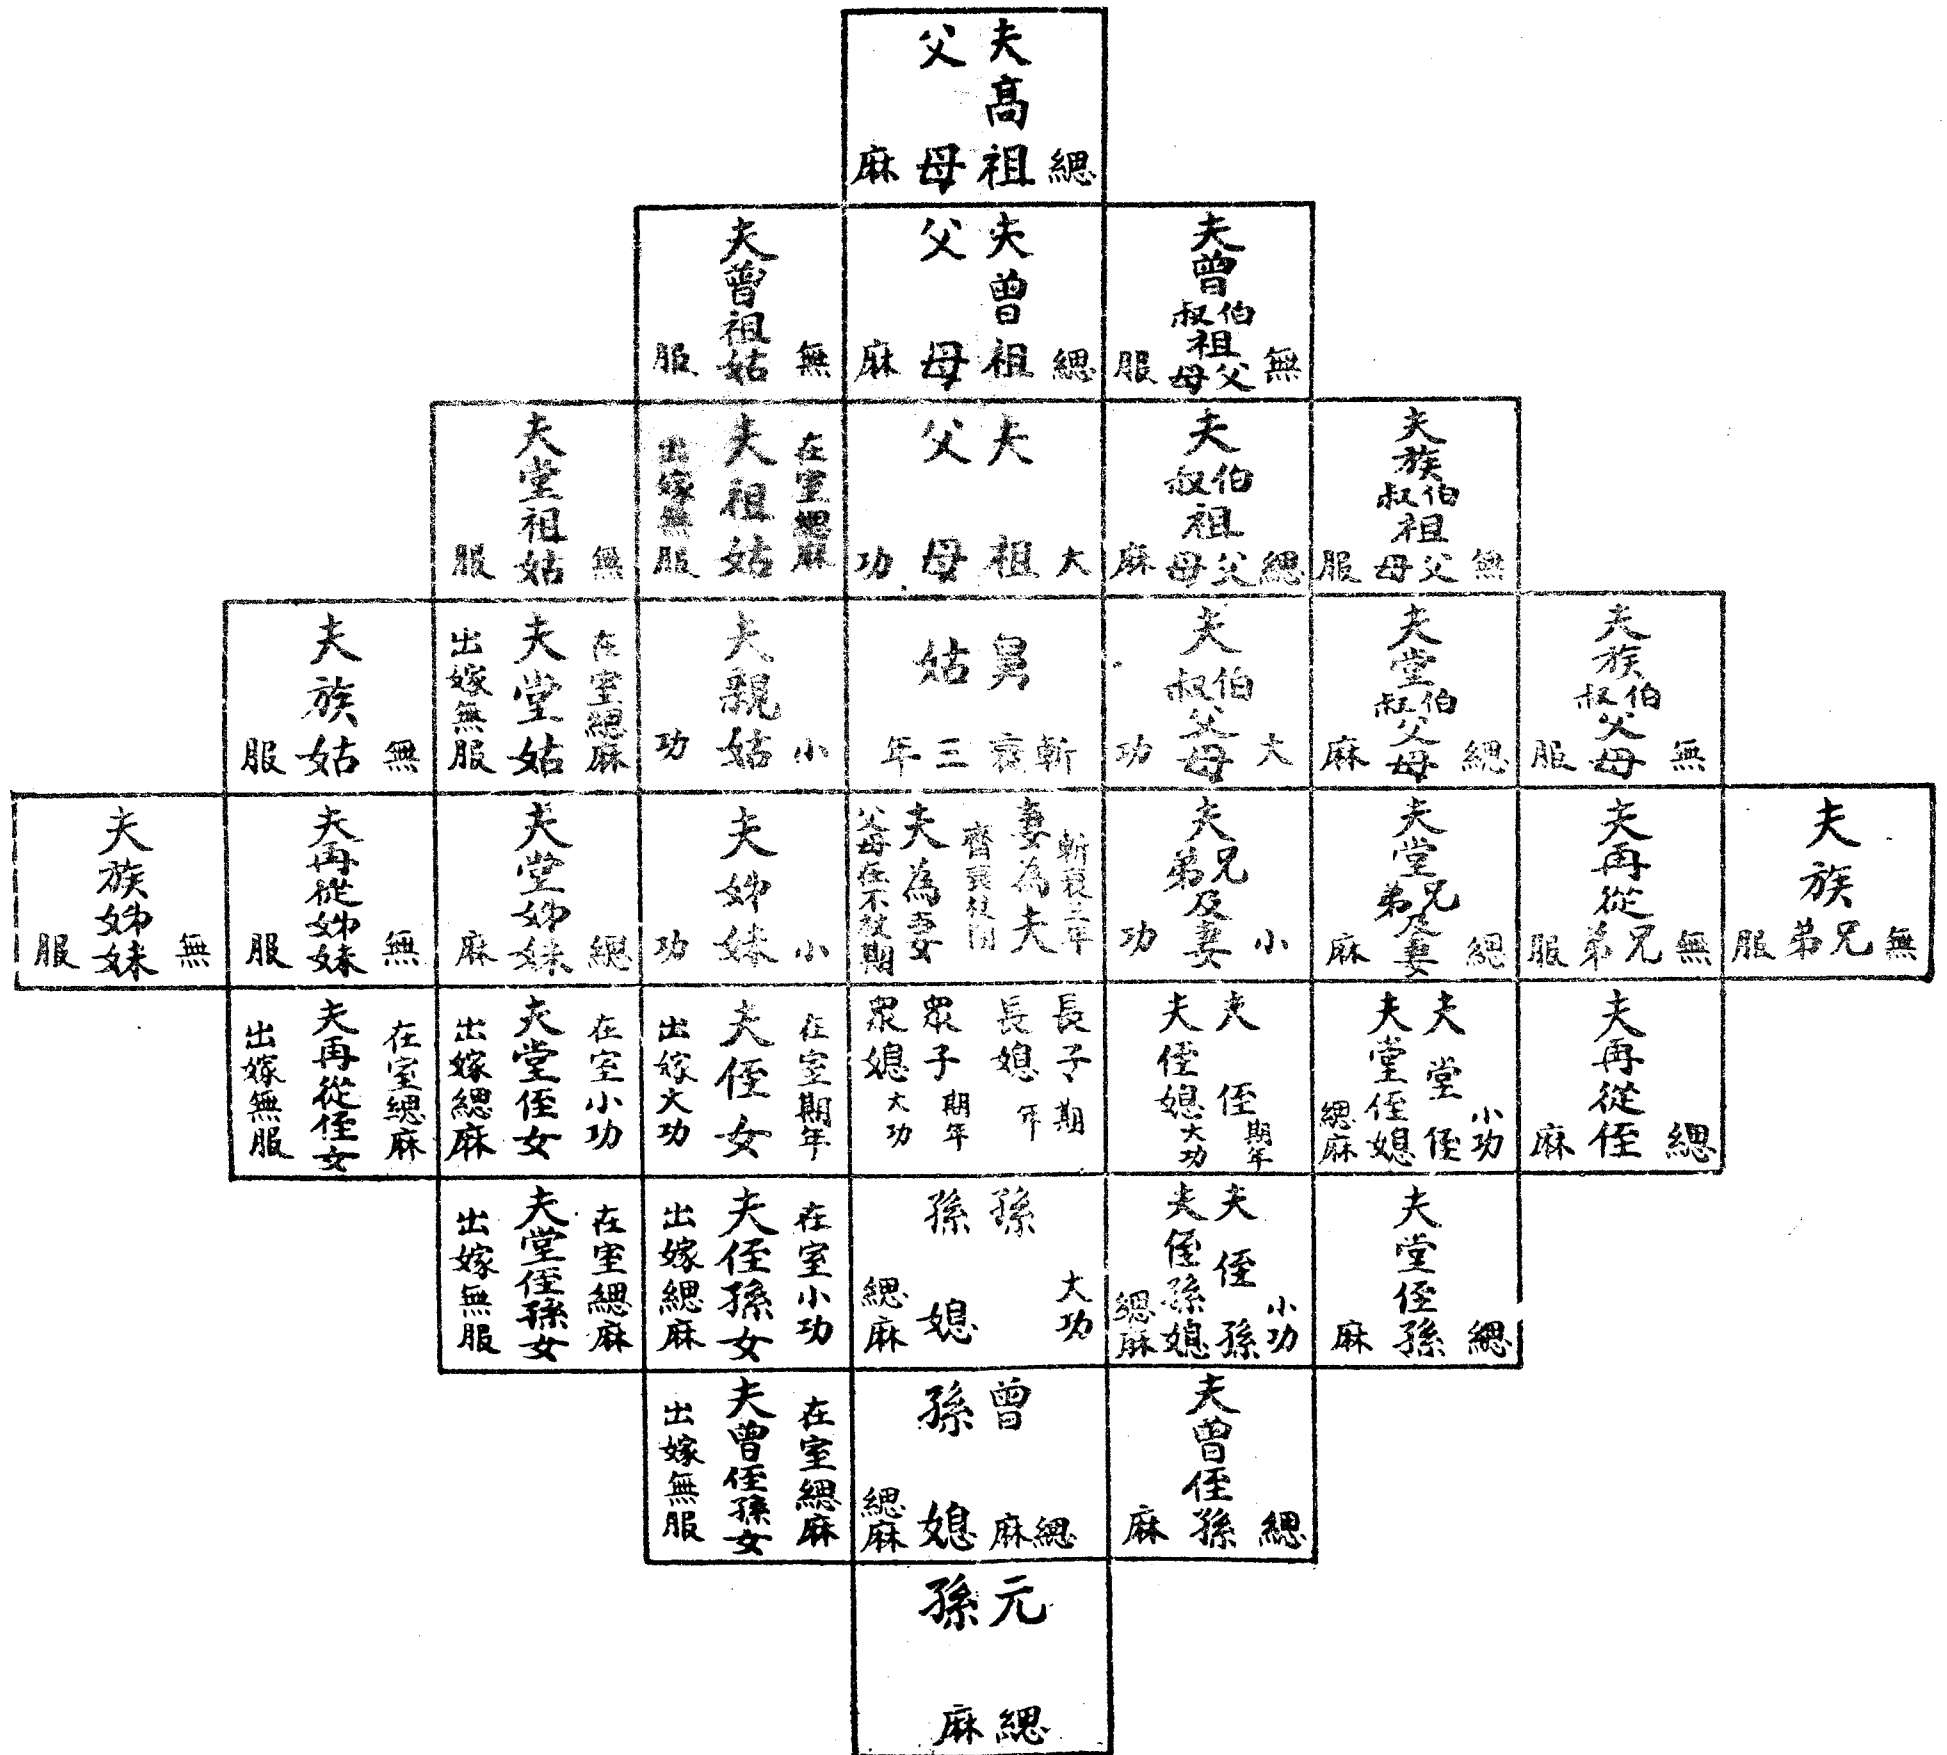 夫高祖父母 緦麻
夫曾伯叔祖父母 無服
夫曾祖父母 緦麻
夫曾祖姑 無服
夫族伯叔祖父母 無服
夫伯叔祖父母 緦麻
夫祖父母 大功
夫祖姑 在室緦麻 出嫁無服
夫堂祖姑 無服
夫族伯叔父母 無服
夫堂伯叔父母 緦麻
夫伯叔父母 大功
舅姑 斬衰三年
夫親姑 小功
夫堂姑 在室緦麻 出嫁無服
夫族姑 無服
夫族兄弟 無服
夫再從兄弟 無服
夫堂兄弟及妻 緦麻
夫兄弟及妻 小功
妻為夫 斬衰三年
夫為妻 齊衰杖期 父母在不杖期
夫姊妹 小功
夫堂姊妹 緦麻
夫再從姊妹 無服
夫族姊妹 無服
夫再從侄 緦麻
夫堂侄 小功
夫堂侄媳 緦麻
夫侄 期年
夫侄媳 大功
長子 長媳 期年
眾子 期年
眾媳 大功
夫侄女 在室期年 出嫁大功
夫堂侄女 在室小功 出嫁緦麻
夫再從侄女 在室緦麻 出嫁無服
夫堂侄孫 緦麻
夫侄孫 小功
夫侄孫媳 緦麻
孫 大功
孫媳 緦麻
夫侄孫女 在室小功 出嫁緦麻
夫堂侄孫女 在室緦麻 出嫁無服
夫曾侄孫 緦麻
曾孫 緦麻
媳 緦麻
夫曾侄孫女 在室緦麻 出嫁無服
元孫 緦麻